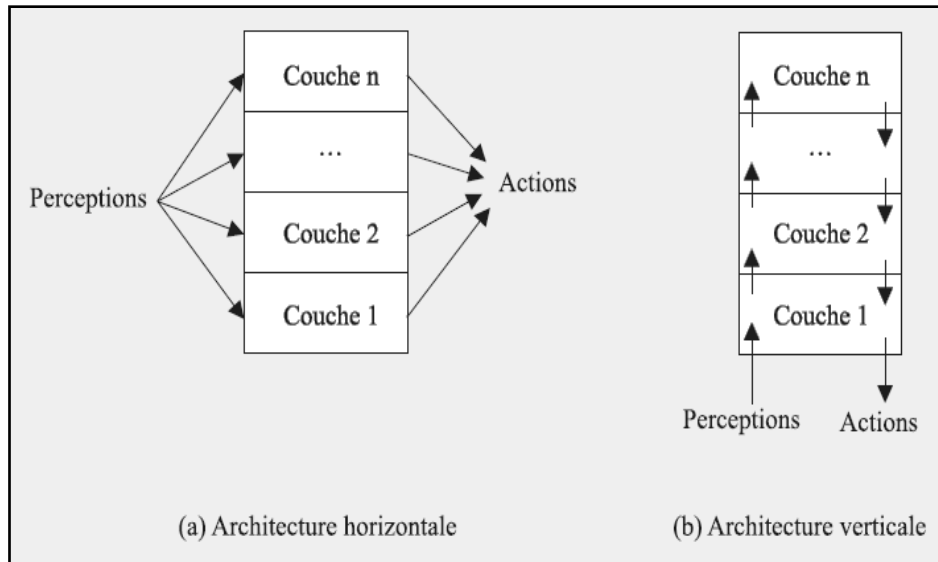 Couche n
…
Perceptions
Actions
Couche 2
Couche 1
(a) Architecture horizontale
Couche n
…
Couche 2
Couche 1
Perceptions
Actions
(b) Architecture verticale